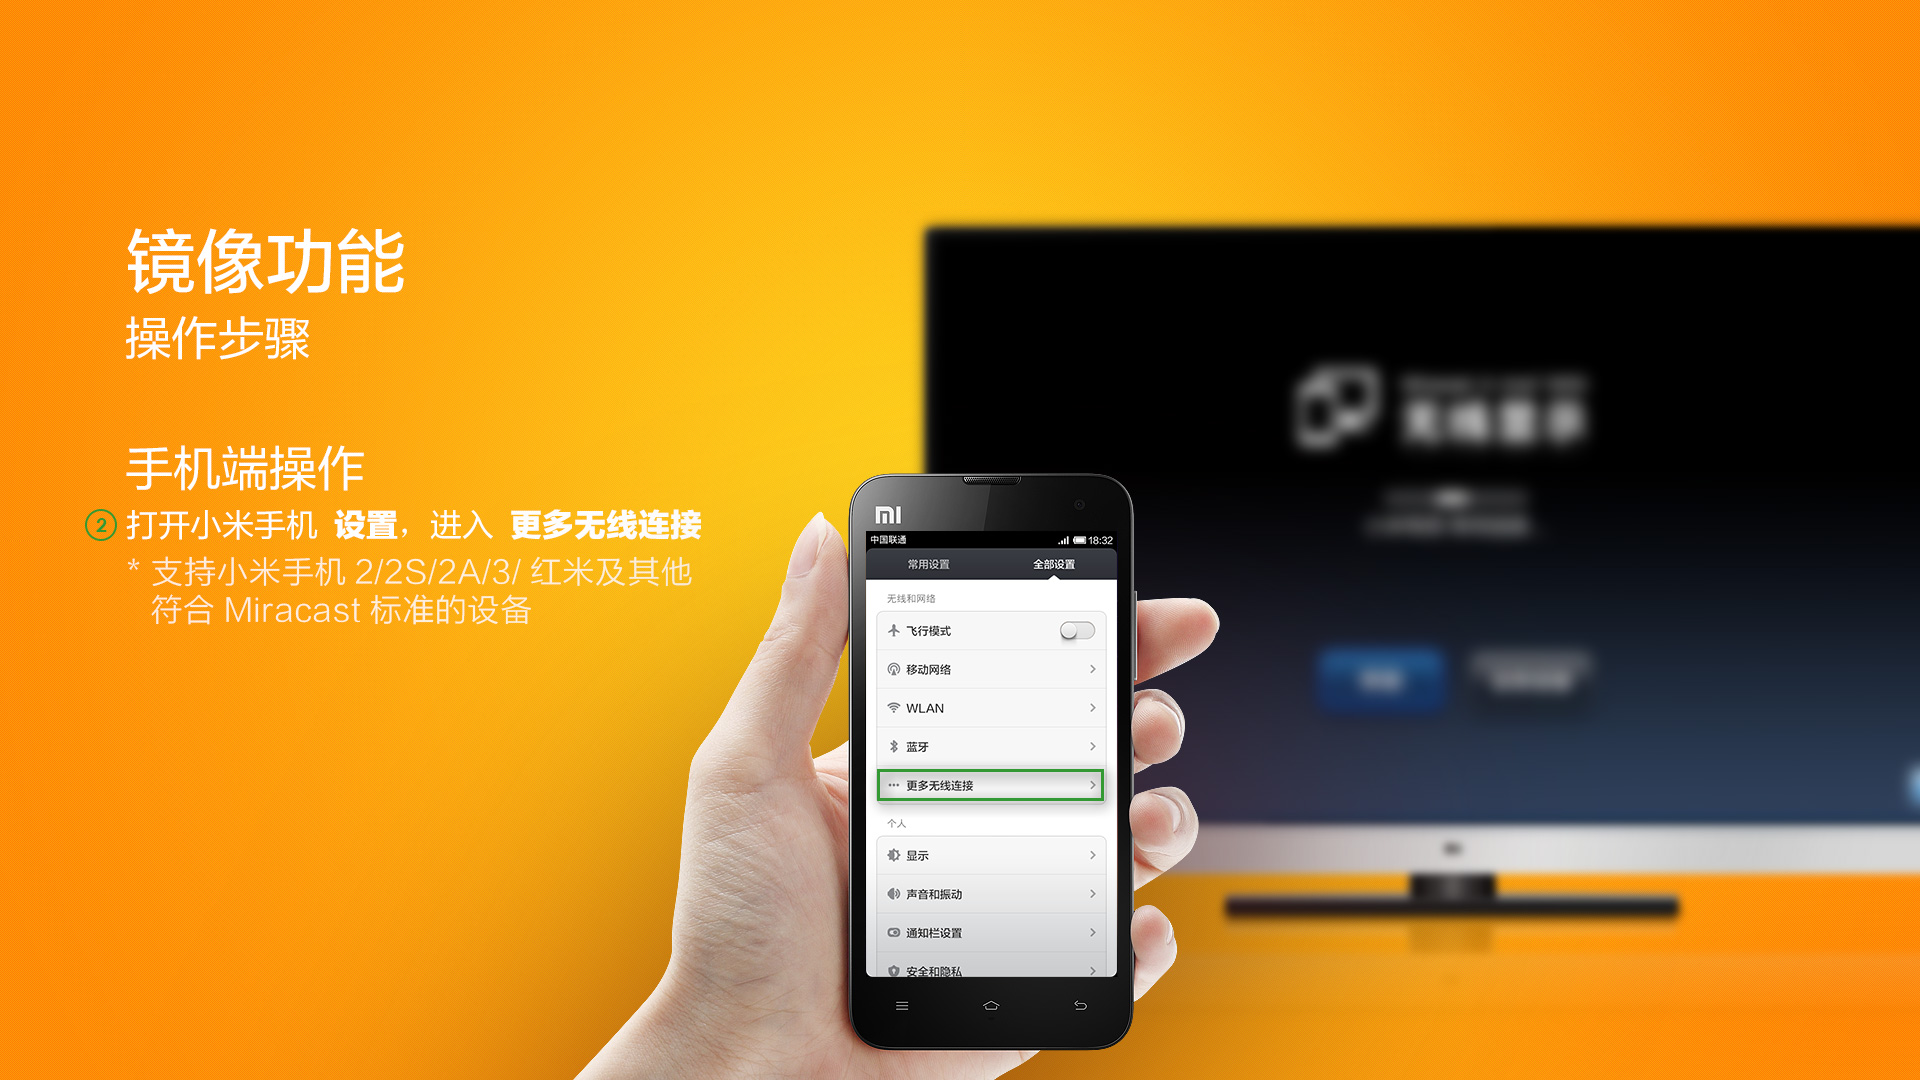 镜像功能
操作步骤
手机端操作
② 打开小米手机 设置，进入 更多无线连接
* 支持小米手机 2/2S/2A/3/ 红米及其他
符合 Miracast 标准的设备
无线显示
MI
中国联通 18:32
常用设置 全部设置
无线和网络
飞行模式
移动网络
WLAN
蓝牙
更多无线连接
个人
显示
声音和振动
通知栏设置
安全和隐私